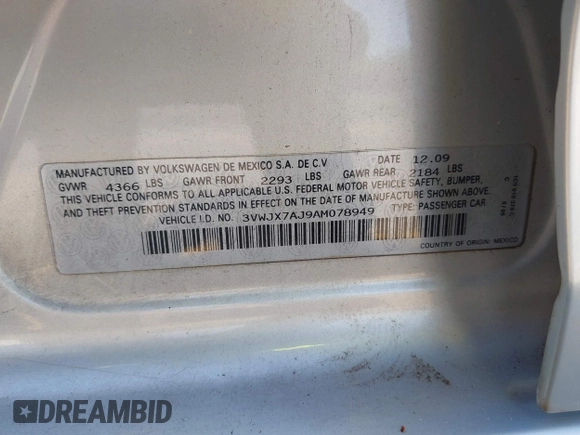 MANUFACTURED BY VOLKSWAGEN DE MEXICO S.A. DE C.V DATE 12.09
GVWR 4366 LBS GAWR FRONT 2293 LBS GAWR REAR 2184 LBS
THIS VEHICLE CONFORMS TO ALL APPLICABLE U.S. FEDERAL MOTOR VEHICLE SAFETY, BUMPER,
AND THEFT PREVENTION STANDARDS IN EFFECT ON THE DATE OF MANUFACTURE SHOWN ABOVE.
VEHICLE I.D. NO. 3VWJX7AJ9AM078949 TYPE: PASSENGER CAR
COUNTRY OF ORIGIN: MEXICO
DREAMBID